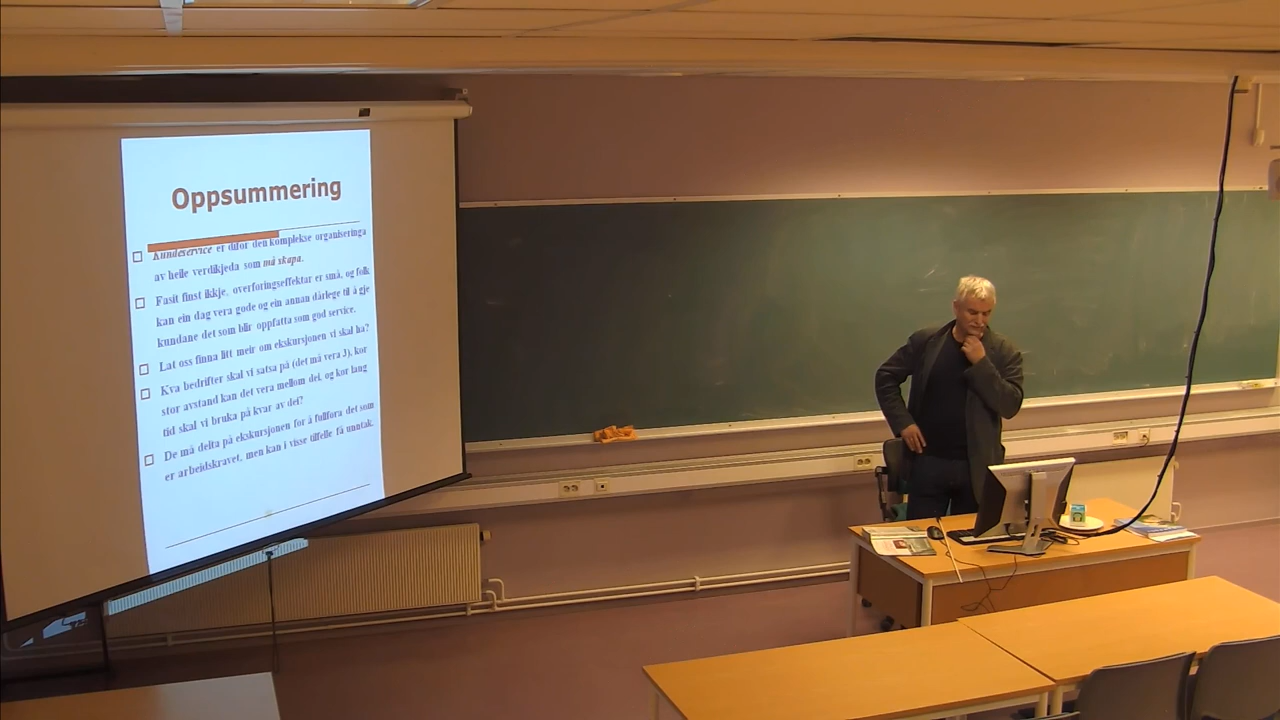 Oppsummering
Kundeservice er difor den komplekse organiseringa
av heile verdikjeda som må skapa.
Fasit finst ikkje, overføringseffektar er små, og folk
kan ein dag vera gode og ein annan dårlege til å gje
kundane det som blir oppfatta som god service.
Lat oss finna litt meir om ekskursjonen vi skal ha?
Kva bedrifter skal vi satsa på (det må vera 3), kor
stor avstand kan det vera mellom dei, og kor lang
tid skal vi bruka på kvar av dei?
De må delta på ekskursjonen for å fullføra det som
er arbeidskravet, men kan i visse tilfelle få unntak.